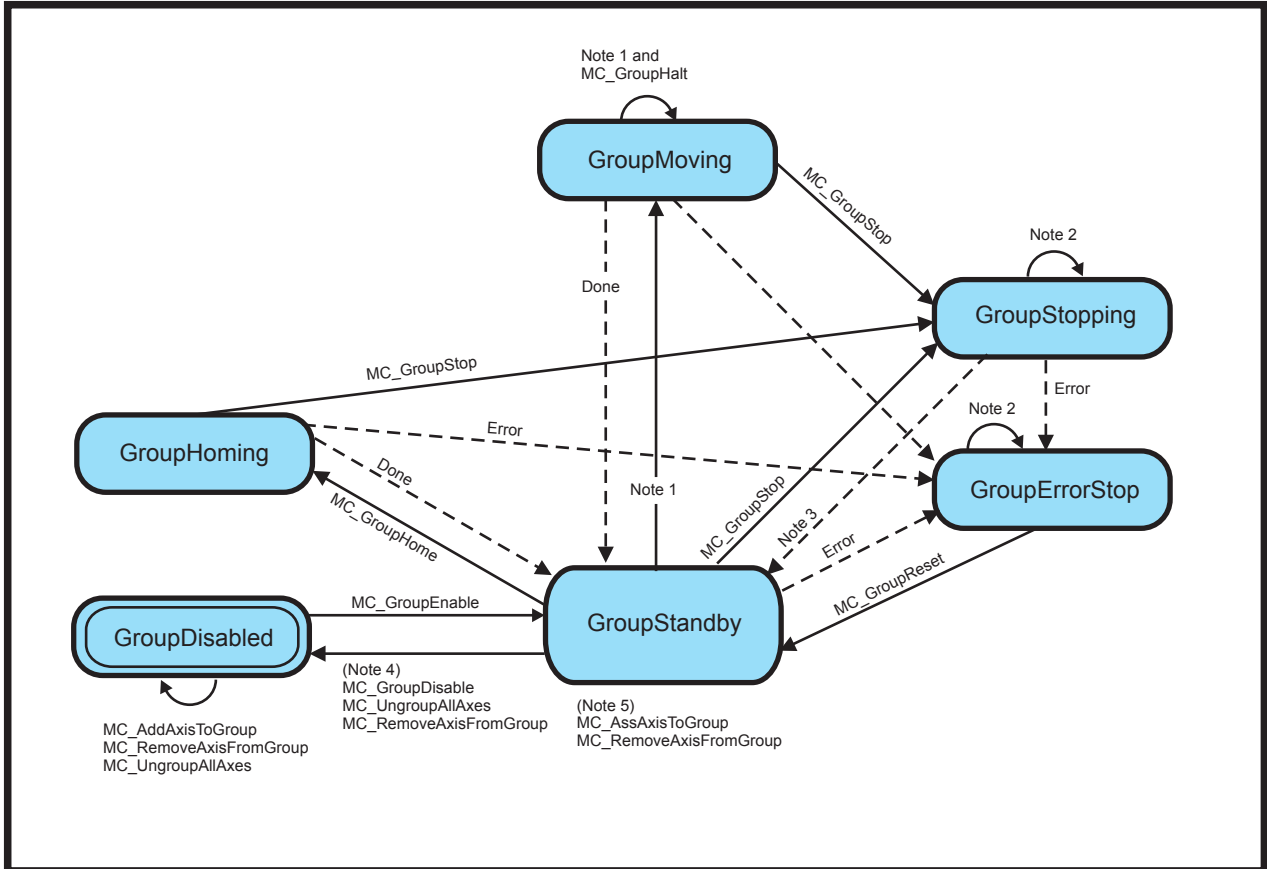 Note 1 and
MC_GroupHalt
GroupMoving
MC_GroupStop
Note 2
GroupStopping
Done
MC_GroupStop
Error
Note 2
GroupHoming
Error
GroupErrorStop
Done
Note 1
MC_GroupStop
Note 3
MC_GroupHome
Error
MC_GroupReset
MC_GroupEnable
GroupDisabled
GroupStandby
(Note 4)
MC_GroupDisable
MC_UngroupAllAxes
MC_RemoveAxisFromGroup
(Note 5)
MC_AssAxisToGroup
MC_RemoveAxisFromGroup
MC_AddAxisToGroup
MC_RemoveAxisFromGroup
MC_UngroupAllAxes